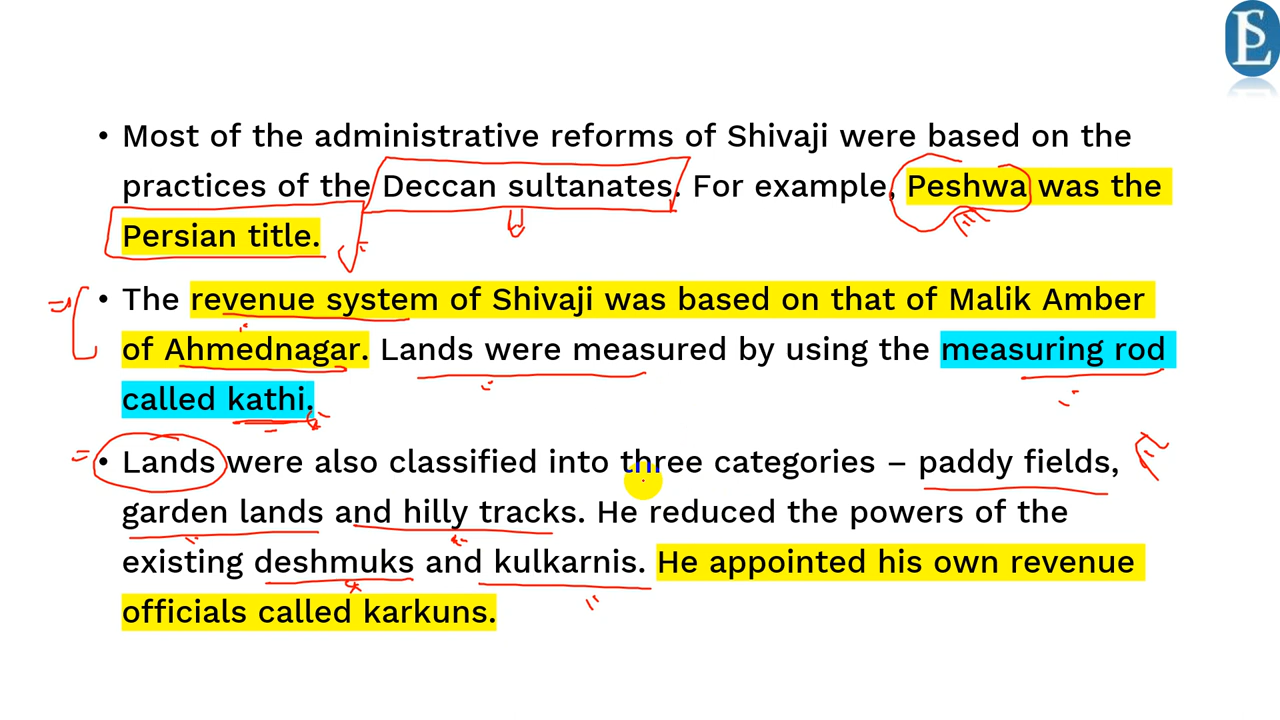 • Most of the administrative reforms of Shivaji were based on the
practices of the Deccan sultanates. For example, Peshwa was the
Persian title.
• The revenue system of Shivaji was based on that of Malik Amber
of Ahmednagar. Lands were measured by using the measuring rod
called kathi.
• Lands were also classified into three categories – paddy fields,
garden lands and hilly tracks. He reduced the powers of the
existing deshmuks and kulkarnis. He appointed his own revenue
officials called karkuns.